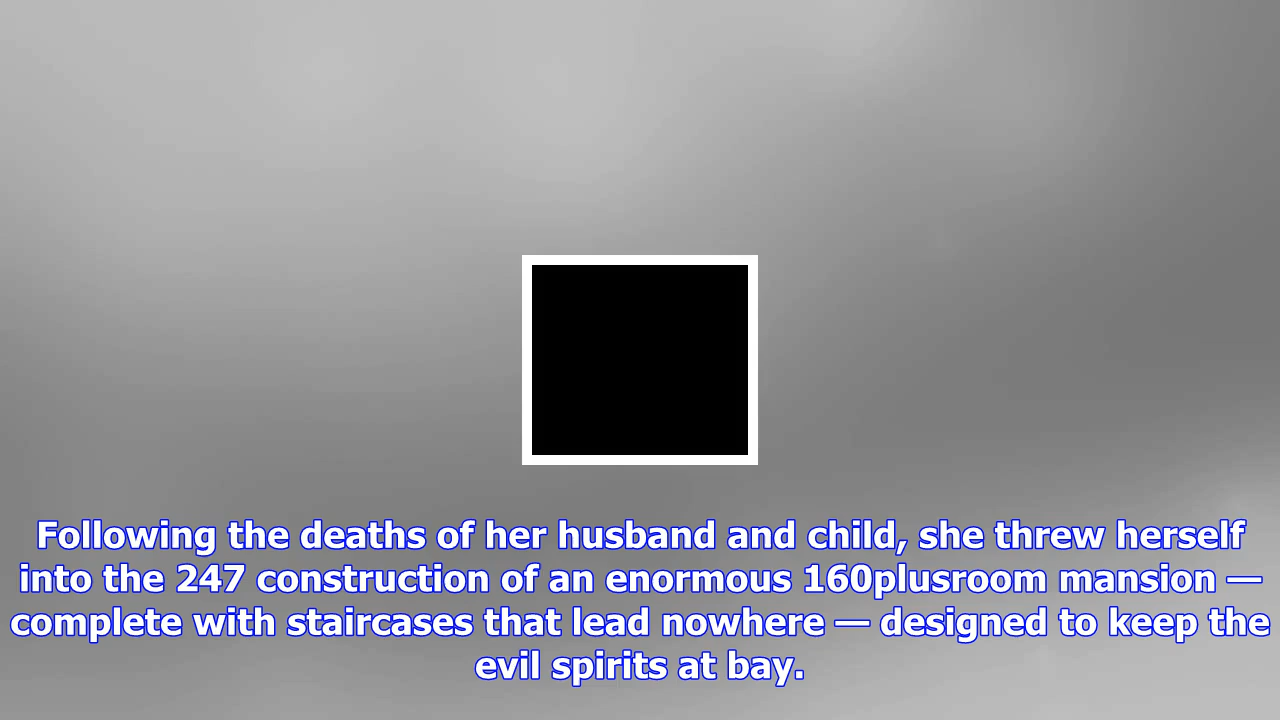 Following the deaths of her husband and child, she threw herself
into the 247 construction of an enormous 160plusroom mansion —
complete with staircases that lead nowhere — designed to keep the
evil spirits at bay.